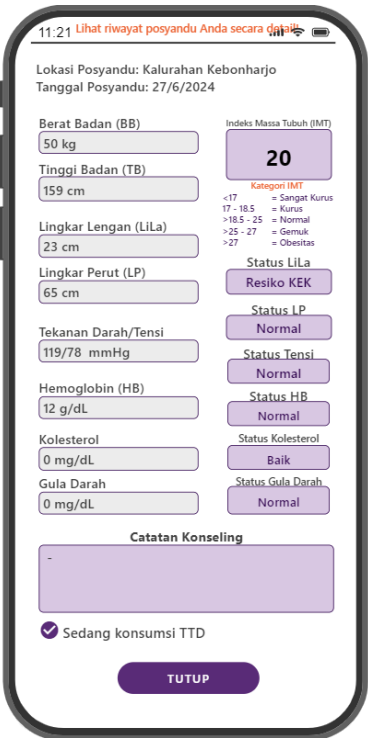 11:21 Lihat riwayat posyandu Anda secara detail!
Lokasi Posyandu: Kalurahan Kebonharjo
Tanggal Posyandu: 27/6/2024
Berat Badan (BB)
50 kg
Tinggi Badan (TB)
159 cm
Indeks Massa Tubuh (IMT)
20
Kategori IMT
<17 = Sangat Kurus
17 - 18.5 = Kurus
>18.5 - 25 = Normal
>25 - 27 = Gemuk
>27 = Obesitas
Lingkar Lengan (LiLa)
23 cm
Status LiLa
Resiko KEK
Lingkar Perut (LP)
65 cm
Status LP
Normal
Tekanan Darah/Tensi
119/78 mmHg
Status Tensi
Normal
Hemoglobin (HB)
12 g/dL
Status HB
Normal
Kolesterol
0 mg/dL
Status Kolesterol
Baik
Gula Darah
0 mg/dL
Status Gula Darah
Normal
Catatan Konseling
-
Sedang konsumsi TTD
TUTUP